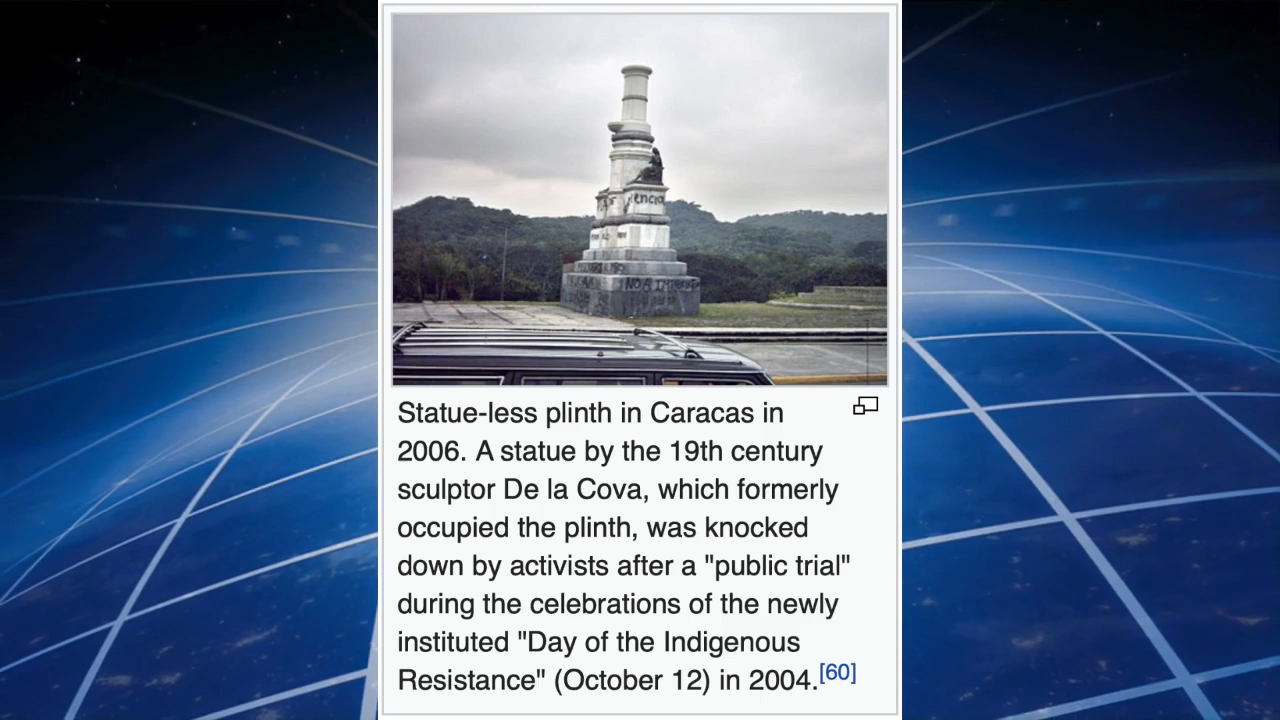 ENCIO
NO A
Statue-less plinth in Caracas in
2006. A statue by the 19th century
sculptor De la Cova, which formerly
occupied the plinth, was knocked
down by activists after a "public trial"
during the celebrations of the newly
instituted "Day of the Indigenous
Resistance" (October 12) in 2004.[60]